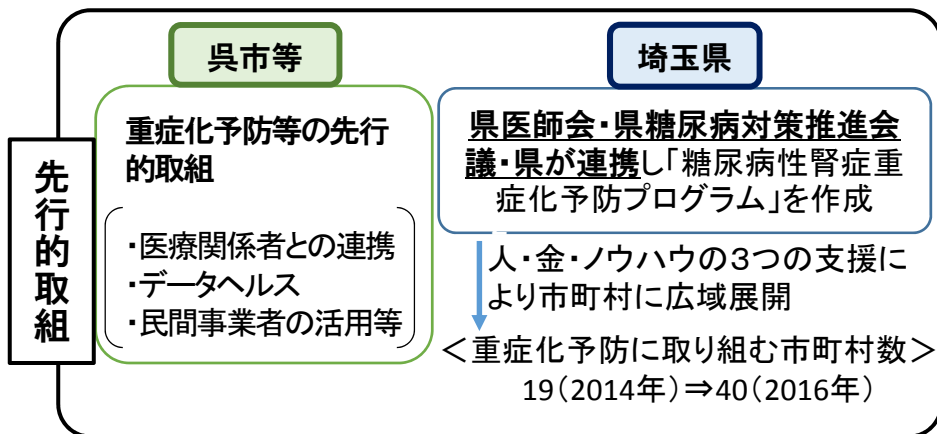 先行的取組
呉市等
重症化予防等の先行
的取組
・医療関係者との連携
・データヘルス
・民間事業者の活用等
埼玉県
県医師会・県糖尿病対策推進会
議・県が連携し「糖尿病性腎症重
症化予防プログラム」を作成
人・金・ノウハウの３つの支援に
より市町村に広域展開
＜重症化予防に取り組む市町村数＞
19（2014年）⇒40（2016年）